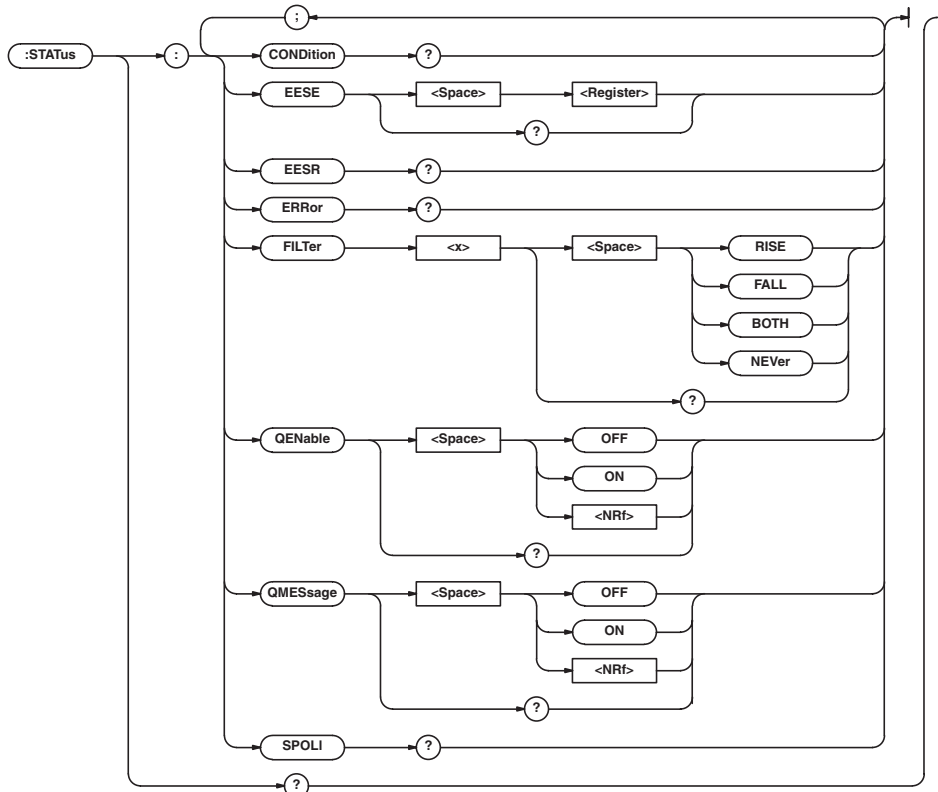 ;
:STATus : CONDition ?
EESE <Space> <Register>
?
EESR ?
ERRor ?
FILTer <x> <Space> RISE
FALL
BOTH
NEVer
?
QENable <Space> OFF
ON
<NRf>
?
QMESsage <Space> OFF
ON
<NRf>
?
SPOLl ?
?